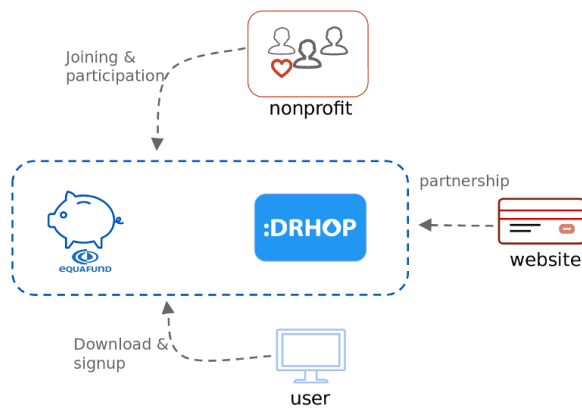 Joining &
participation
nonprofit
partnership
:DRHOP
eQUAFUND
website
Download &
signup
user